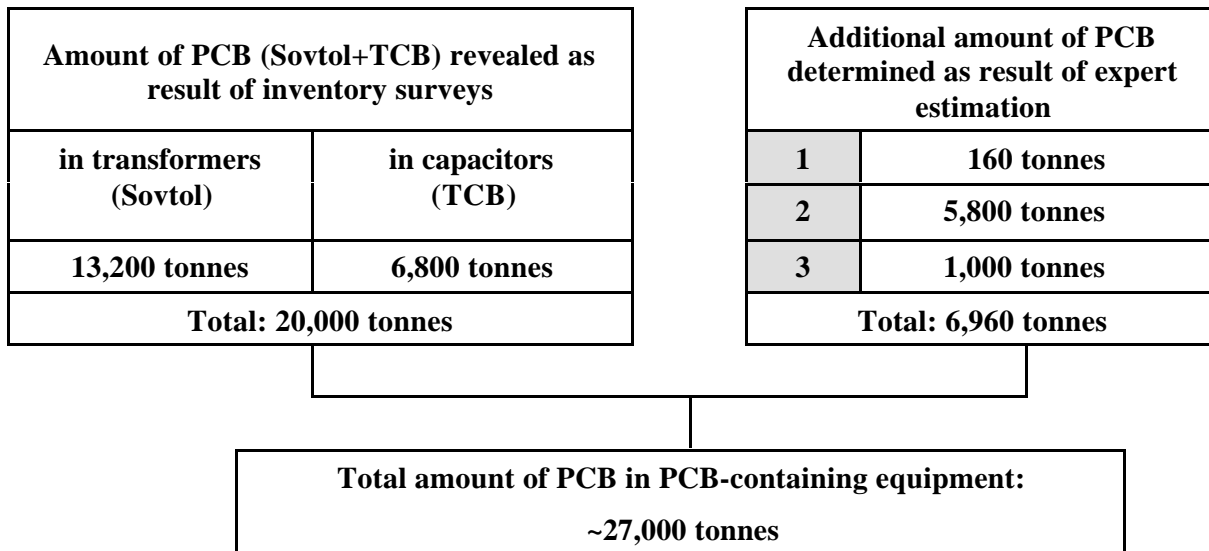 Amount of PCB (Sovtol+TCB) revealed as
result of inventory surveys
in transformers
(Sovtol)
in capacitors
(TCB)
13,200 tonnes
6,800 tonnes
Total: 20,000 tonnes
Additional amount of PCB
determined as result of expert
estimation
1 160 tonnes
2 5,800 tonnes
3 1,000 tonnes
Total: 6,960 tonnes
Total amount of PCB in PCB-containing equipment:
~27,000 tonnes